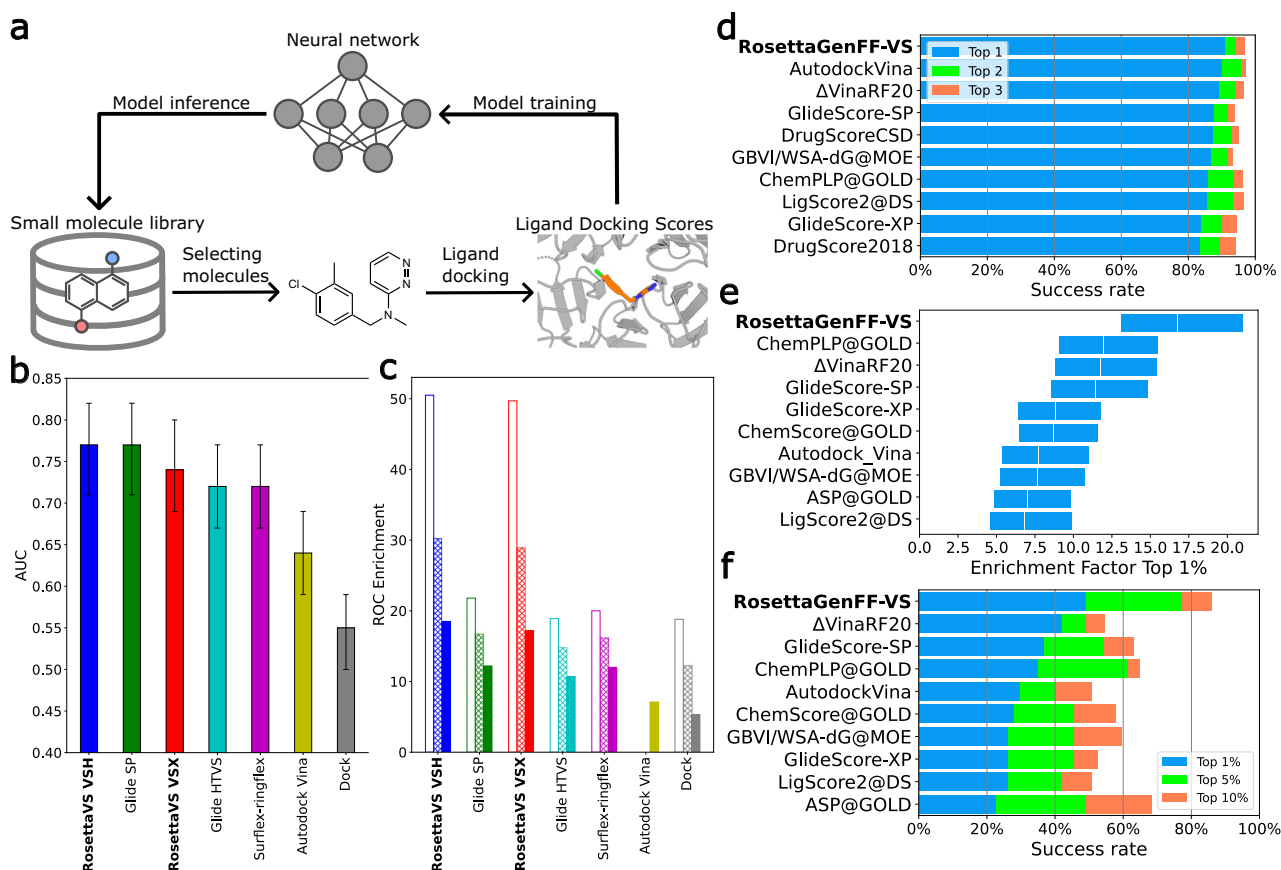 a
Neural network
Model inference
Model training
Small molecule library
Selecting
molecules
Cl
N
N
N
Ligand
docking
Ligand Docking Scores
b
0.85
0.80
0.75
0.70
0.65
0.60
0.55
0.50
0.45
0.40
AUC
RosettaVS VSH
Glide SP
RosettaVS VSX
Glide HTVS
Surflex-ringflex
Autodock Vina
Dock
c
50
40
30
20
10
0
ROC Enrichment
RosettaVS VSH
Glide SP
RosettaVS VSX
Glide HTVS
Surflex-ringflex
Autodock Vina
Dock
d
RosettaGenFF-VS
AutodockVina
ΔVinaRF20
GlideScore-SP
DrugScoreCSD
GBVI/WSA-dG@MOE
ChemPLP@GOLD
LigScore2@DS
GlideScore-XP
DrugScore2018
Top 1
Top 2
Top 3
0% 20% 40% 60% 80% 100%
Success rate
e
RosettaGenFF-VS
ChemPLP@GOLD
ΔVinaRF20
GlideScore-SP
GlideScore-XP
ChemScore@GOLD
Autodock_Vina
GBVI/WSA-dG@MOE
ASP@GOLD
LigScore2@DS
0.0 2.5 5.0 7.5 10.0 12.5 15.0 17.5 20.0
Enrichment Factor Top 1%
f
RosettaGenFF-VS
ΔVinaRF20
GlideScore-SP
ChemPLP@GOLD
AutodockVina
ChemScore@GOLD
GBVI/WSA-dG@MOE
GlideScore-XP
LigScore2@DS
ASP@GOLD
Top 1%
Top 5%
Top 10%
0% 20% 40% 60% 80% 100%
Success rate